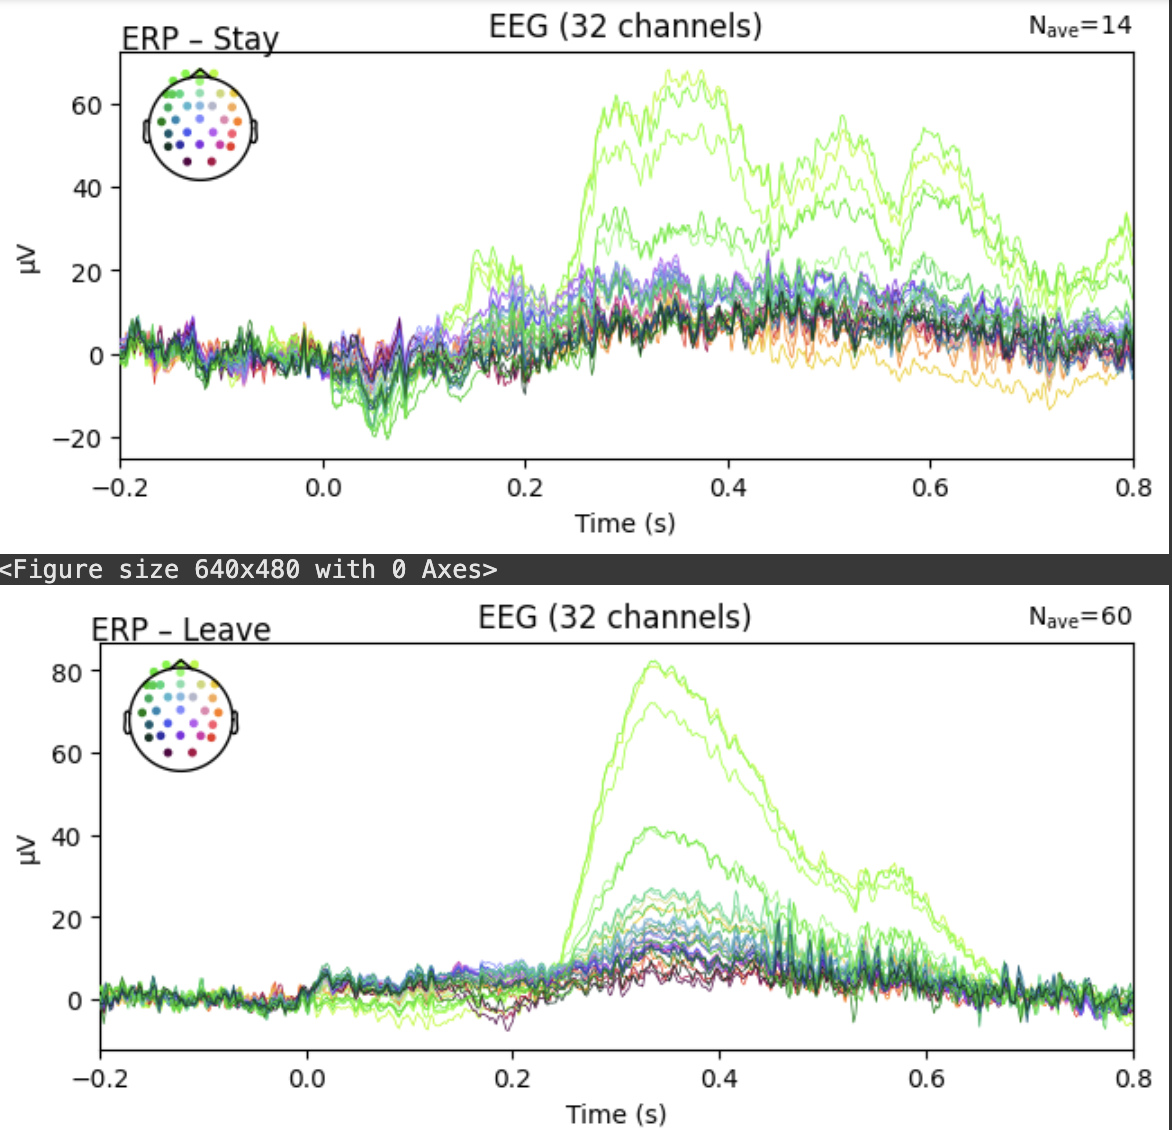 ERP – Stay
EEG (32 channels)
Nave=14
60
40
20
0
−20
µV
−0.2 0.0 0.2 0.4 0.6 0.8
Time (s)
<Figure size 640x480 with 0 Axes>
ERP – Leave
EEG (32 channels)
Nave=60
80
60
40
20
0
µV
−0.2 0.0 0.2 0.4 0.6 0.8
Time (s)